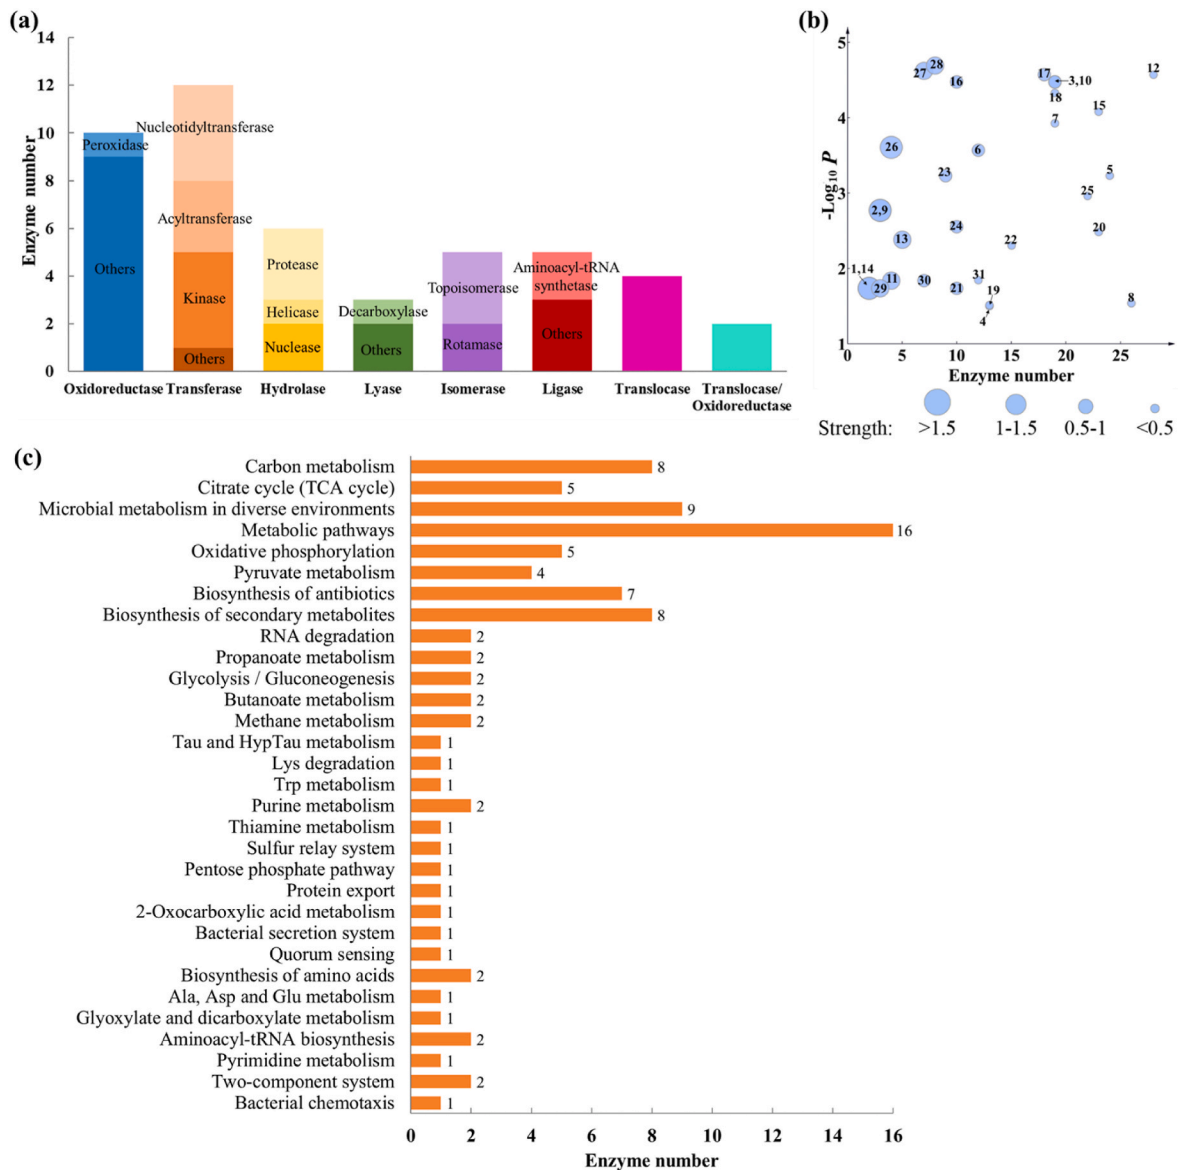 (a)
14
12
10
8
6
4
2
0
Enzyme number
Peroxidase
Others
Nucleotidyltransferase
Acyltransferase
Kinase
Others
Protease
Helicase
Nuclease
Decarboxylase
Others
Topoisomerase
Rotamase
Aminoacyl-tRNA
synthetase
Others
Oxidoreductase Transferase Hydrolase Lyase Isomerase Ligase Translocase Translocase/
Oxidoreductase
(b)
5
4
3
2
1
-Log10 P
27 28 16 17 3,10 12
18 15
7
26 6
23 5
25
2,9
24 20
13 22
1,14 11 30 31
29 21 19 8
4
0 5 10 15 20 25
Enzyme number
Strength: >1.5 1-1.5 0.5-1 <0.5
(c)
Carbon metabolism 8
Citrate cycle (TCA cycle) 5
Microbial metabolism in diverse environments 9
Metabolic pathways 16
Oxidative phosphorylation 5
Pyruvate metabolism 4
Biosynthesis of antibiotics 7
Biosynthesis of secondary metabolites 8
RNA degradation 2
Propanoate metabolism 2
Glycolysis / Gluconeogenesis 2
Butanoate metabolism 2
Methane metabolism 2
Tau and HypTau metabolism 1
Lys degradation 1
Trp metabolism 1
Purine metabolism 2
Thiamine metabolism 1
Sulfur relay system 1
Pentose phosphate pathway 1
Protein export 1
2-Oxocarboxylic acid metabolism 1
Bacterial secretion system 1
Quorum sensing 1
Biosynthesis of amino acids 2
Ala, Asp and Glu metabolism 1
Glyoxylate and dicarboxylate metabolism 1
Aminoacyl-tRNA biosynthesis 2
Pyrimidine metabolism 1
Two-component system 2
Bacterial chemotaxis 1
0 2 4 6 8 10 12 14 16
Enzyme number